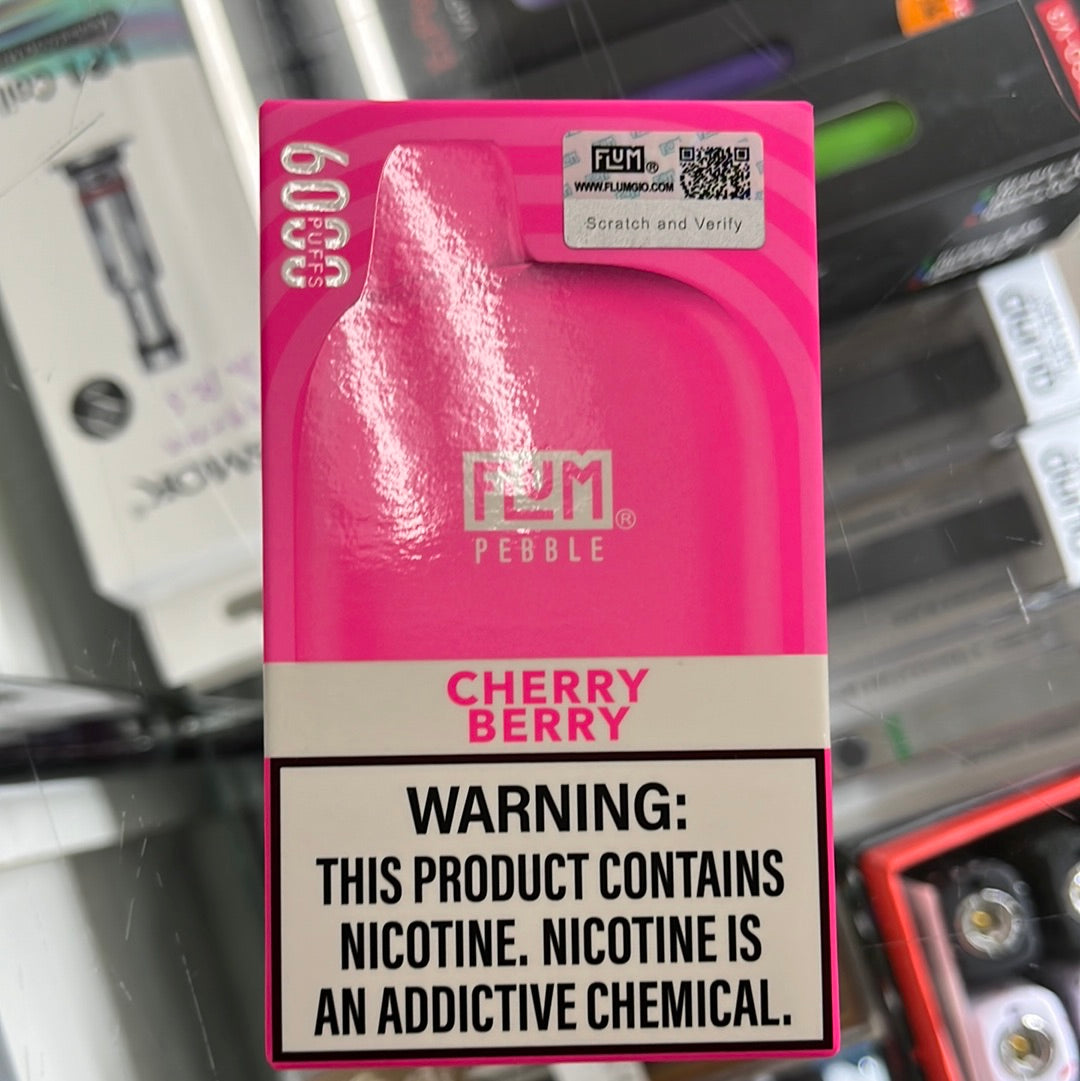 6000
PUFFS
FLUM®
WWW.FLUMGIO.COM
Scratch and Verify
FLUM®
PEBBLE
CHERRY
BERRY
WARNING:
THIS PRODUCT CONTAINS
NICOTINE. NICOTINE IS
AN ADDICTIVE CHEMICAL.
SMOK